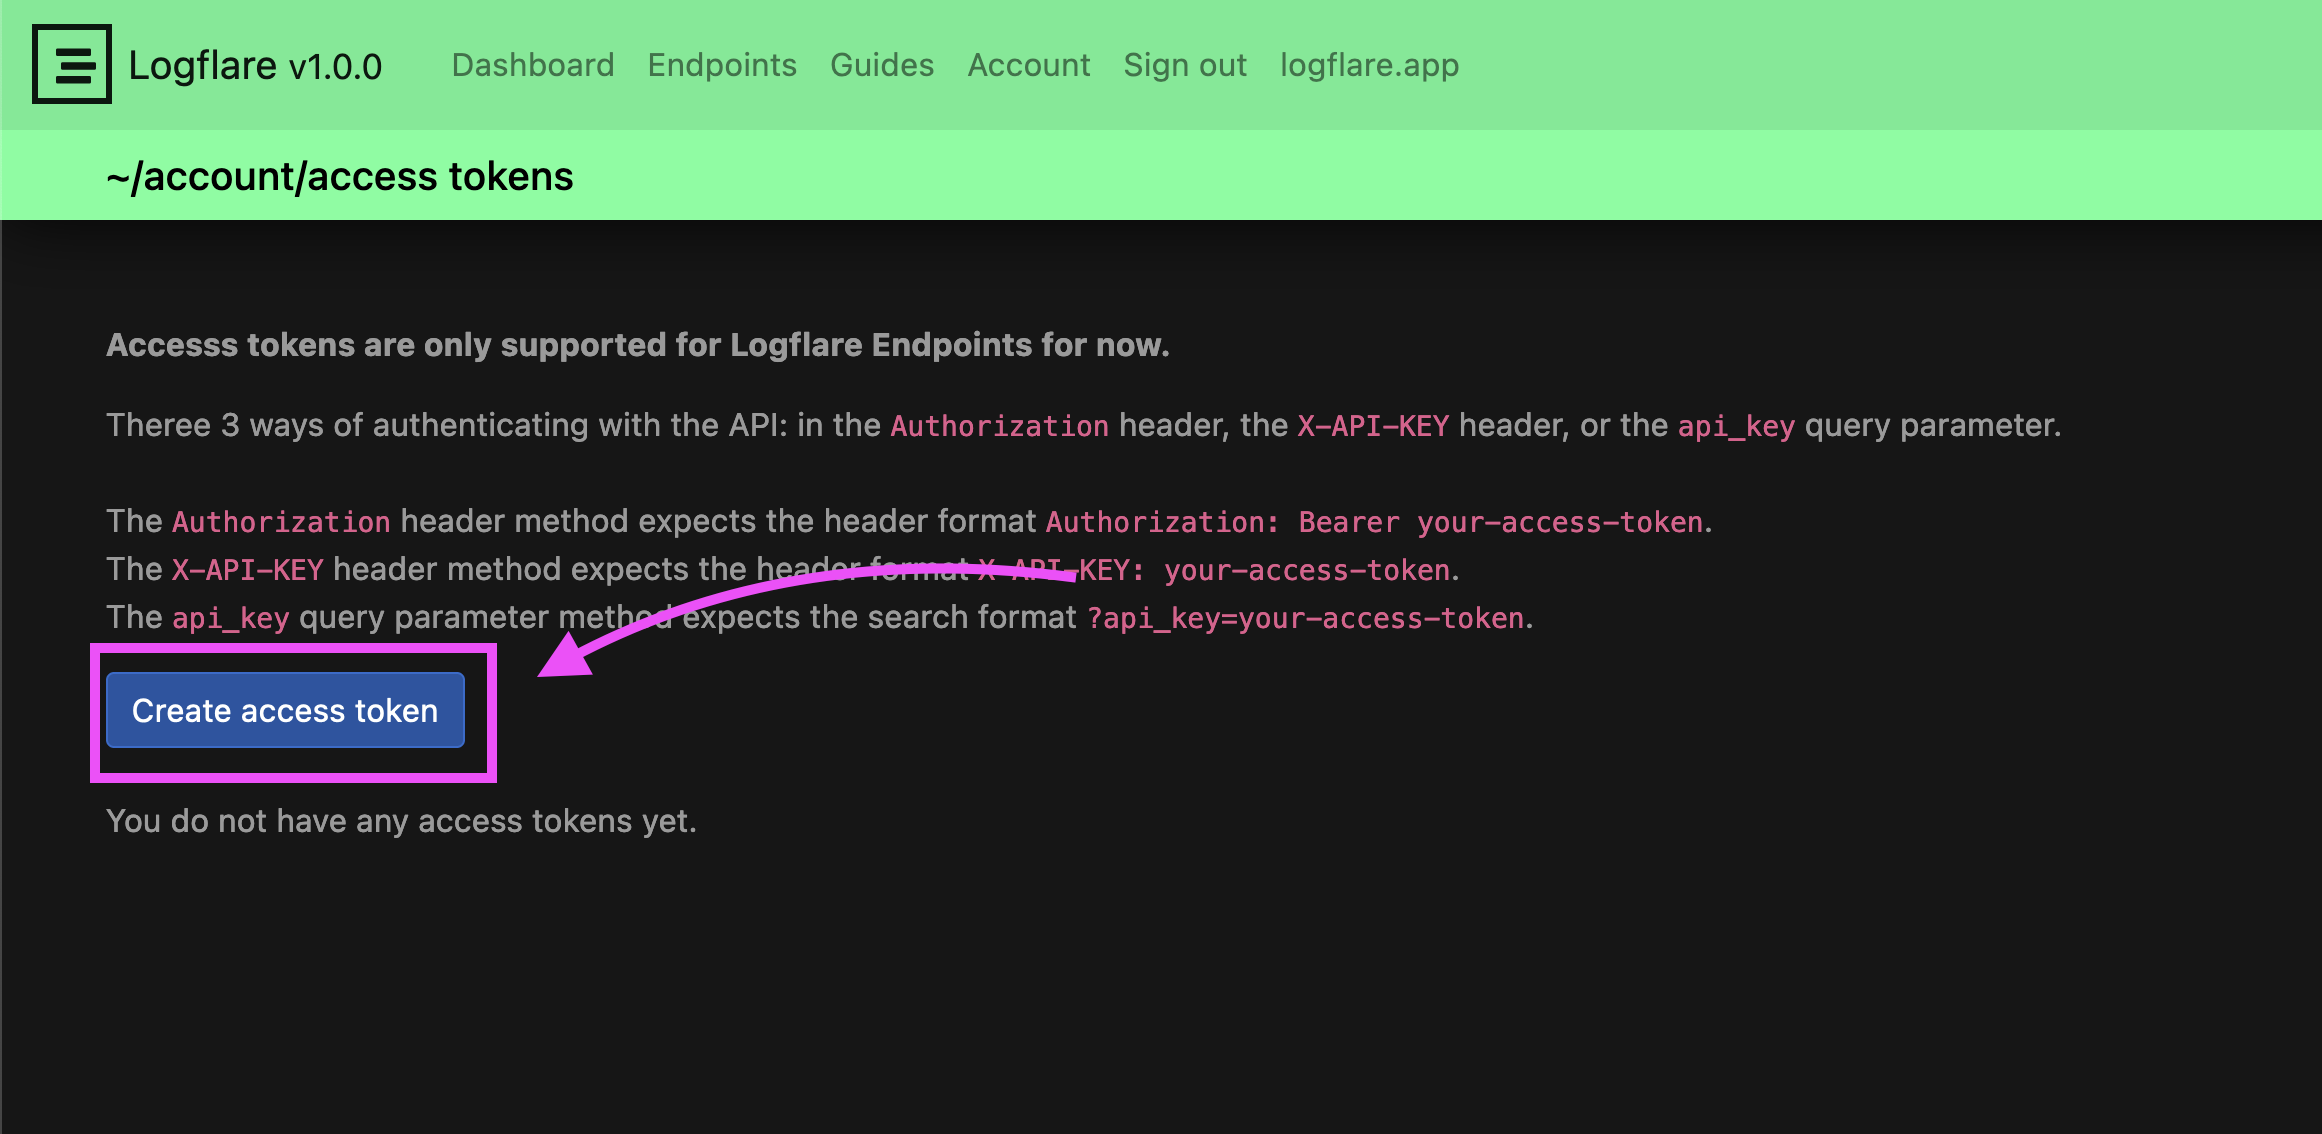 Logflare v1.0.0 Dashboard Endpoints Guides Account Sign out logflare.app
~/account/access tokens
Accesss tokens are only supported for Logflare Endpoints for now.
Theree 3 ways of authenticating with the API: in the Authorization header, the X-API-KEY header, or the api_key query parameter.
The Authorization header method expects the header format Authorization: Bearer your-access-token.
The X-API-KEY header method expects the header format X-API-KEY: your-access-token.
The api_key query parameter method expects the search format ?api_key=your-access-token.
Create access token
You do not have any access tokens yet.